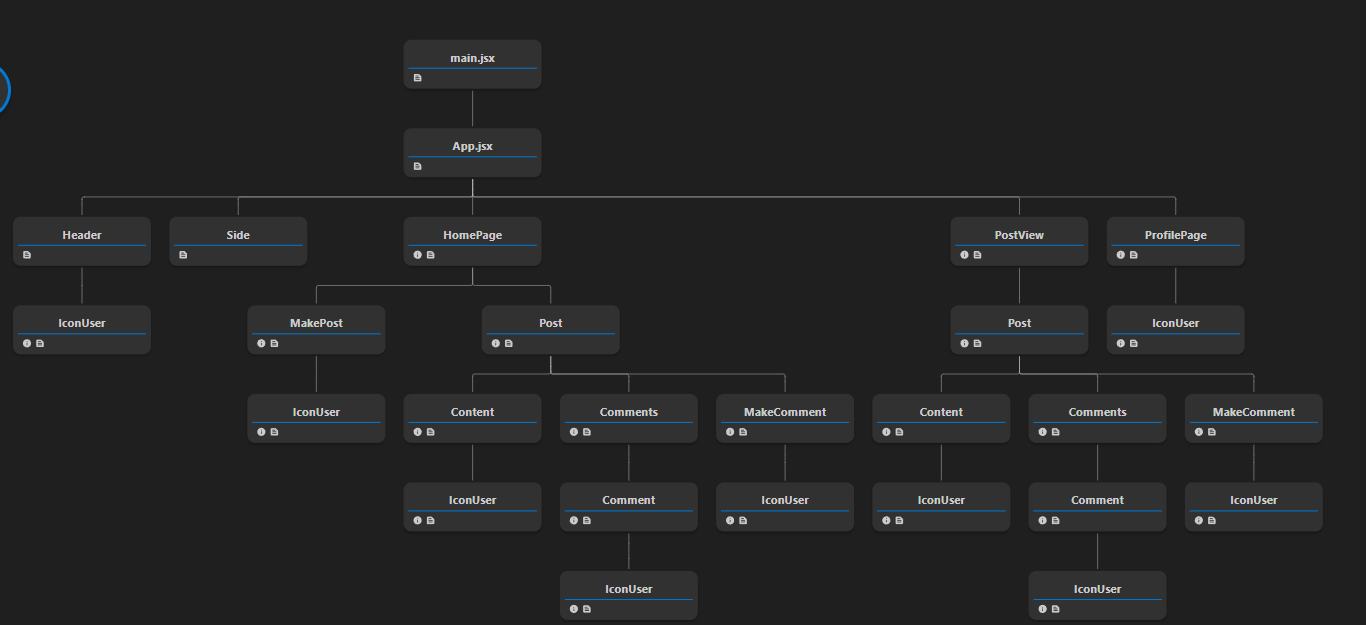 main.jsx
App.jsx
Header
Side
HomePage
PostView
ProfilePage
IconUser
MakePost
Post
Post
IconUser
IconUser
Content
Comments
MakeComment
Content
Comments
MakeComment
IconUser
Comment
IconUser
IconUser
Comment
IconUser
IconUser
IconUser